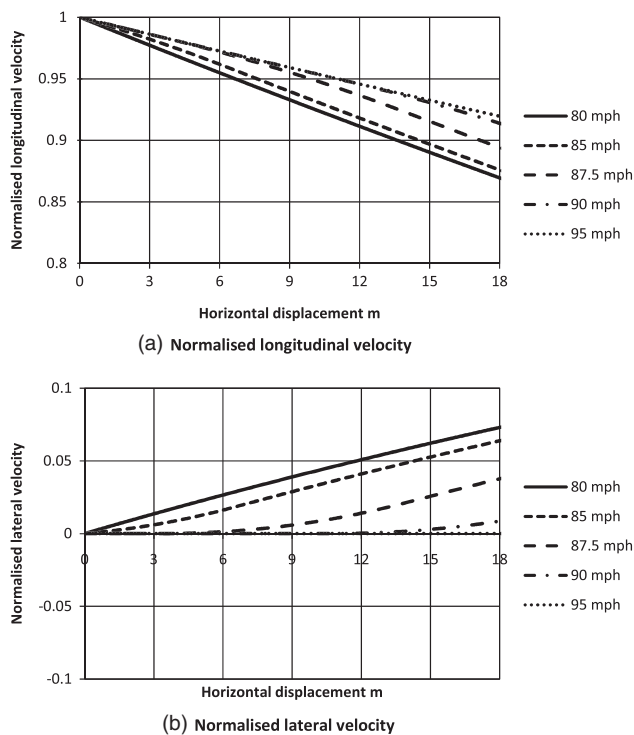 1
0.95
0.9
0.85
0.8
0 3 6 9 12 15 18
Normalised longitudinal velocity
Horizontal displacement m
80 mph
85 mph
87.5 mph
90 mph
95 mph
(a) Normalised longitudinal velocity
0.1
0.05
0
-0.05
-0.1
0 3 6 9 12 15 18
Normalised lateral velocity
Horizontal displacement m
80 mph
85 mph
87.5 mph
90 mph
95 mph
(b) Normalised lateral velocity